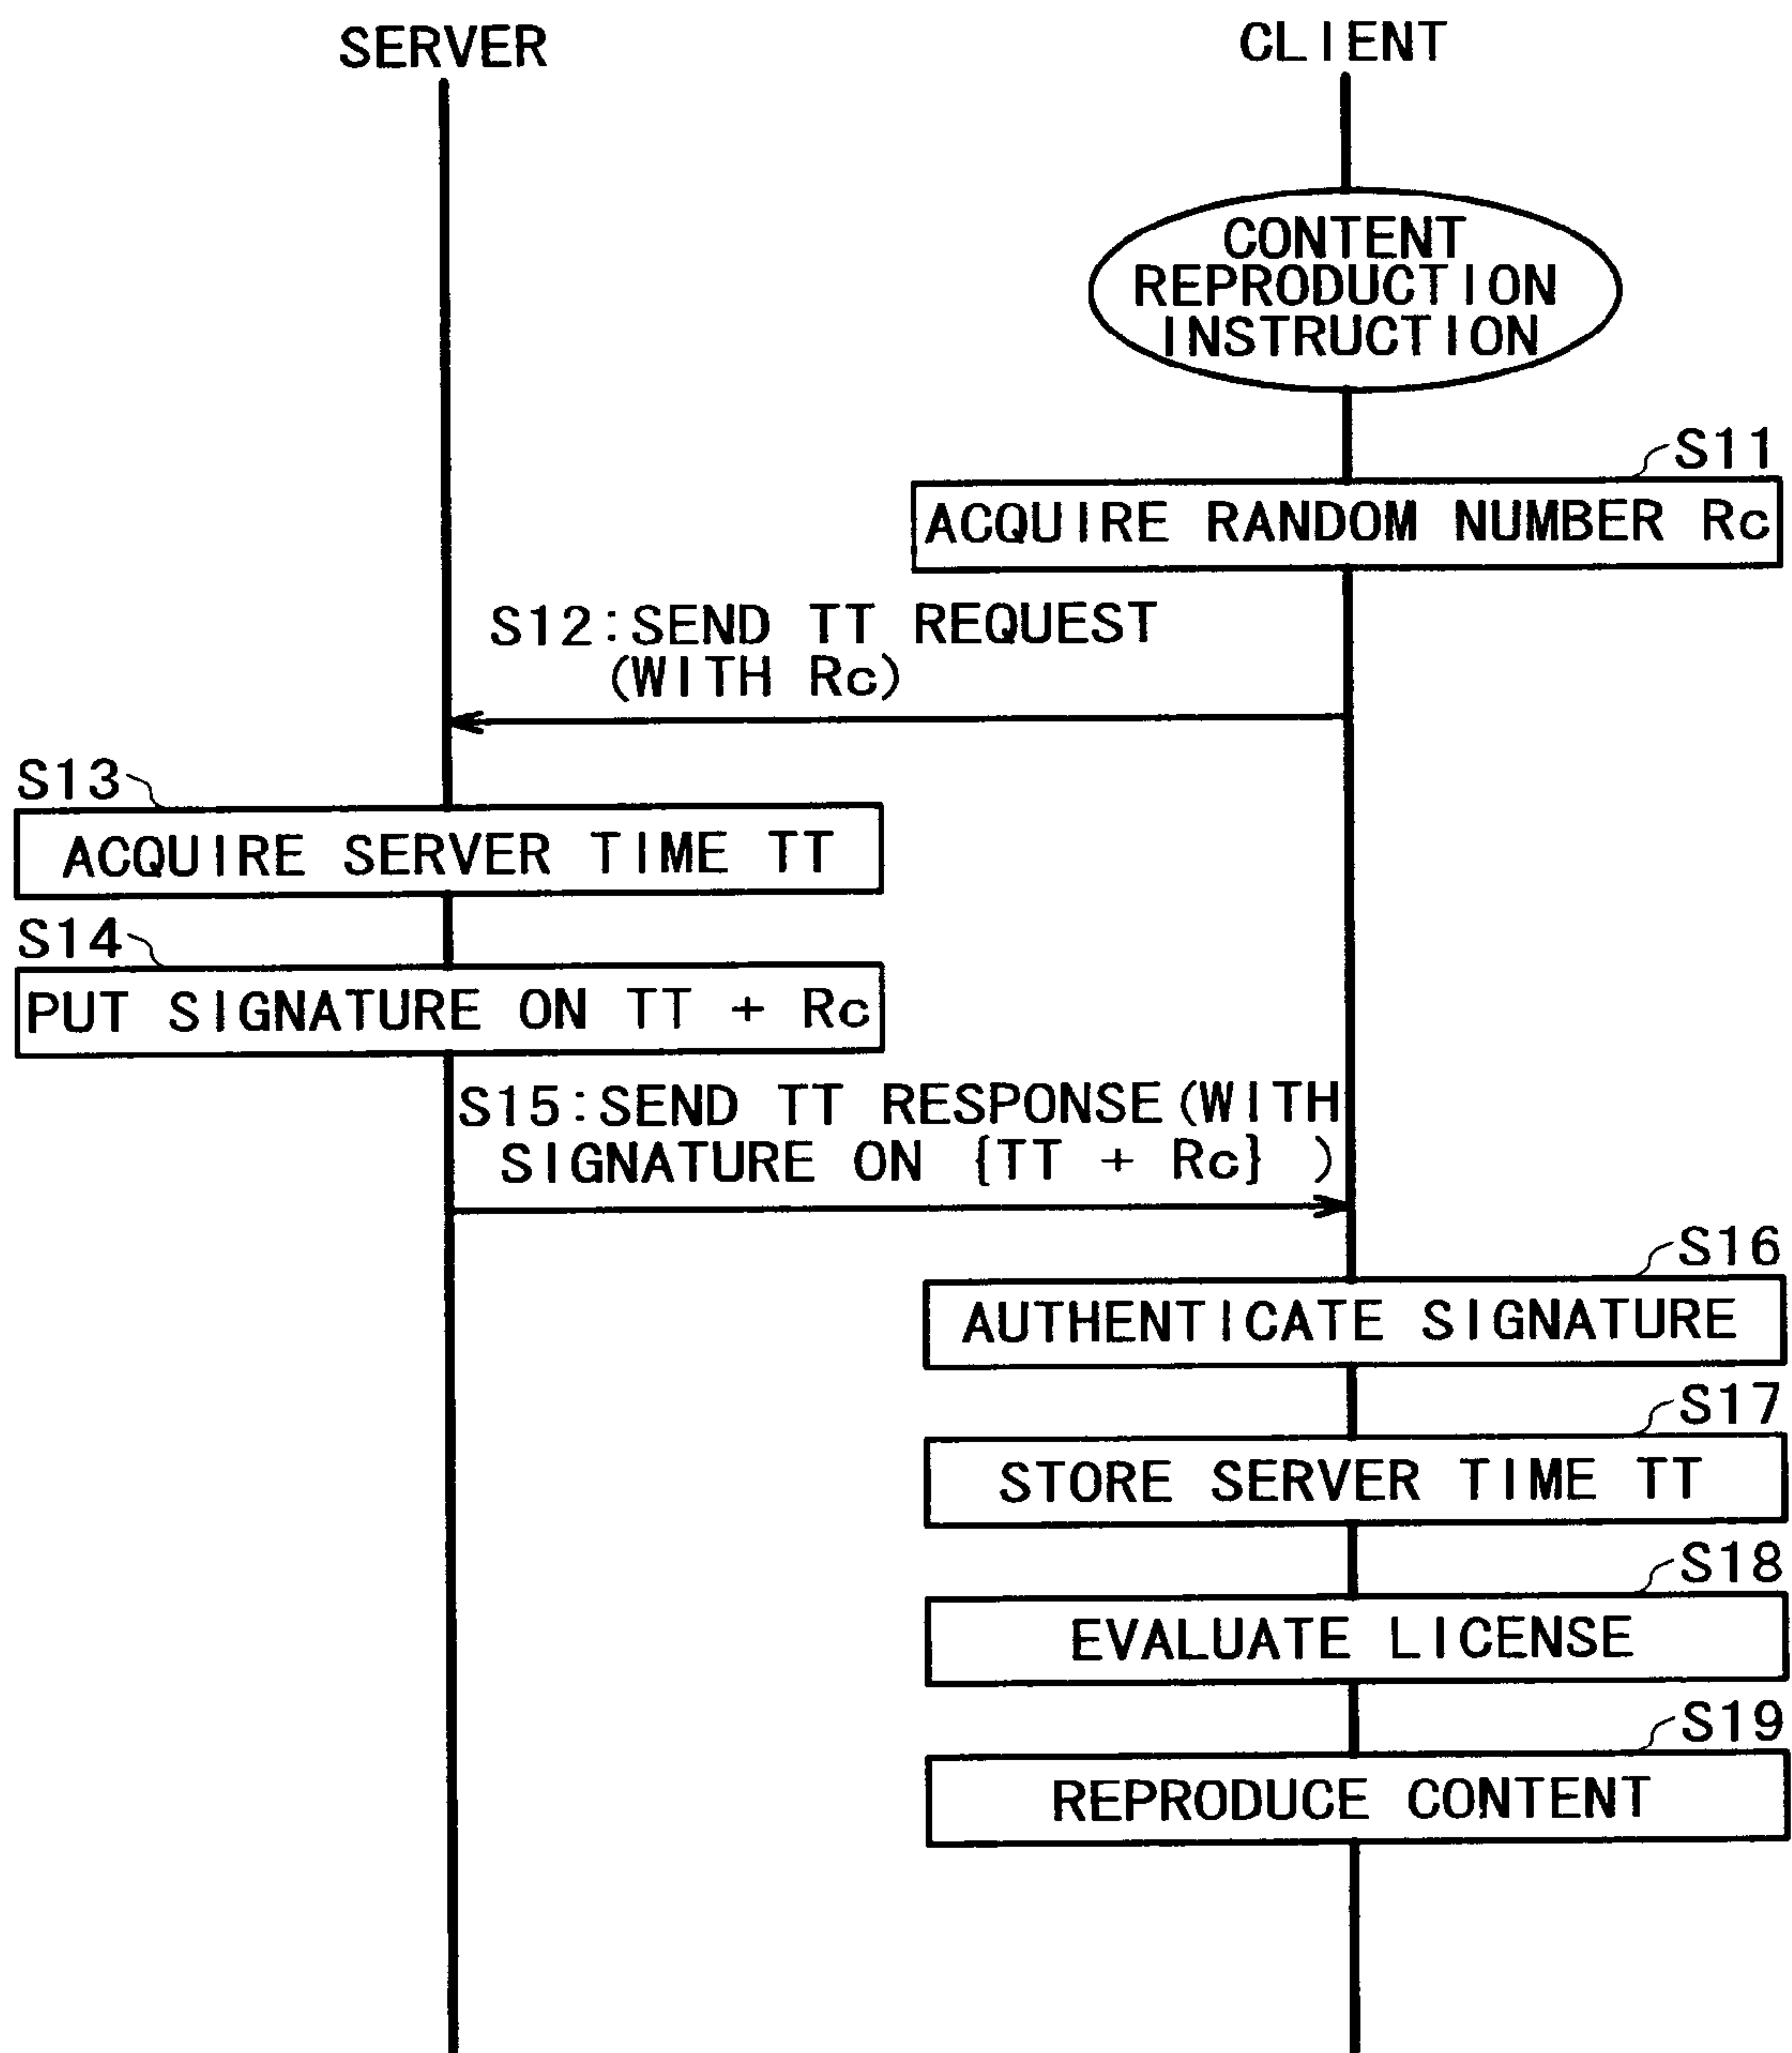 SERVER
CLIENT
CONTENT
REPRODUCTION
INSTRUCTION
S11
ACQUIRE RANDOM NUMBER Rc
S12:SEND TT REQUEST
(WITH Rc)
S13
ACQUIRE SERVER TIME TT
S14
PUT SIGNATURE ON TT + Rc
S15:SEND TT RESPONSE(WITH
SIGNATURE ON {TT + Rc} )
S16
AUTHENTICATE SIGNATURE
S17
STORE SERVER TIME TT
S18
EVALUATE LICENSE
S19
REPRODUCE CONTENT